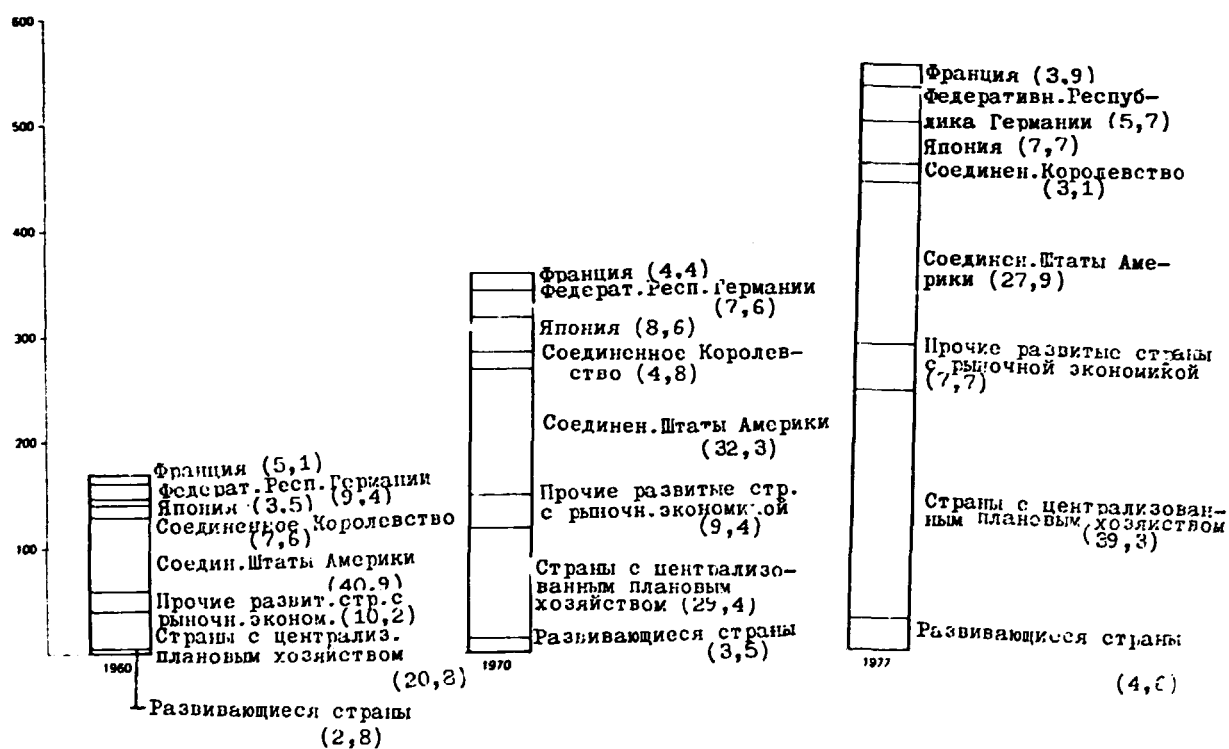 600
500
400
300
200
100
Франция (5,1)
Федерат.Респ.Германии
(9,4)
Япония (3.5)
Соединенное Королевство
(7,6)
Соедин.Штаты Америки
(40.9)
Прочие развит.стр.с
рыночн.эконом.(10,2)
Страны с централиз.
плановым хозяйством
(20,8)
1960
Развивающиеся страны
(2,8)
Франция (4.4)
Федерат.Респ.Германии
(7,6)
Япония (8,6)
Соединенное Королев-
ство (4,8)
Соединен.Штаты Америки
(32,3)
Прочие развитые стр.
с рыночн.экономикой
(9,4)
Страны с централизо-
ванным плановым
хозяйством (29,4)
Развивающиеся страны
(3,5)
1970
Франция (3.9)
Федеративн.Респуб-
лика Германии (5,7)
Япония (7,7)
Соединен.Королевство
(3,1)
Соединен.Штаты Аме-
рики (27,9)
Прочие развитые страны
с рыночной экономикой
(7,7)
Страны с централизован-
ным плановым хозяйством
(39,3)
Развивающиеся страны
1977